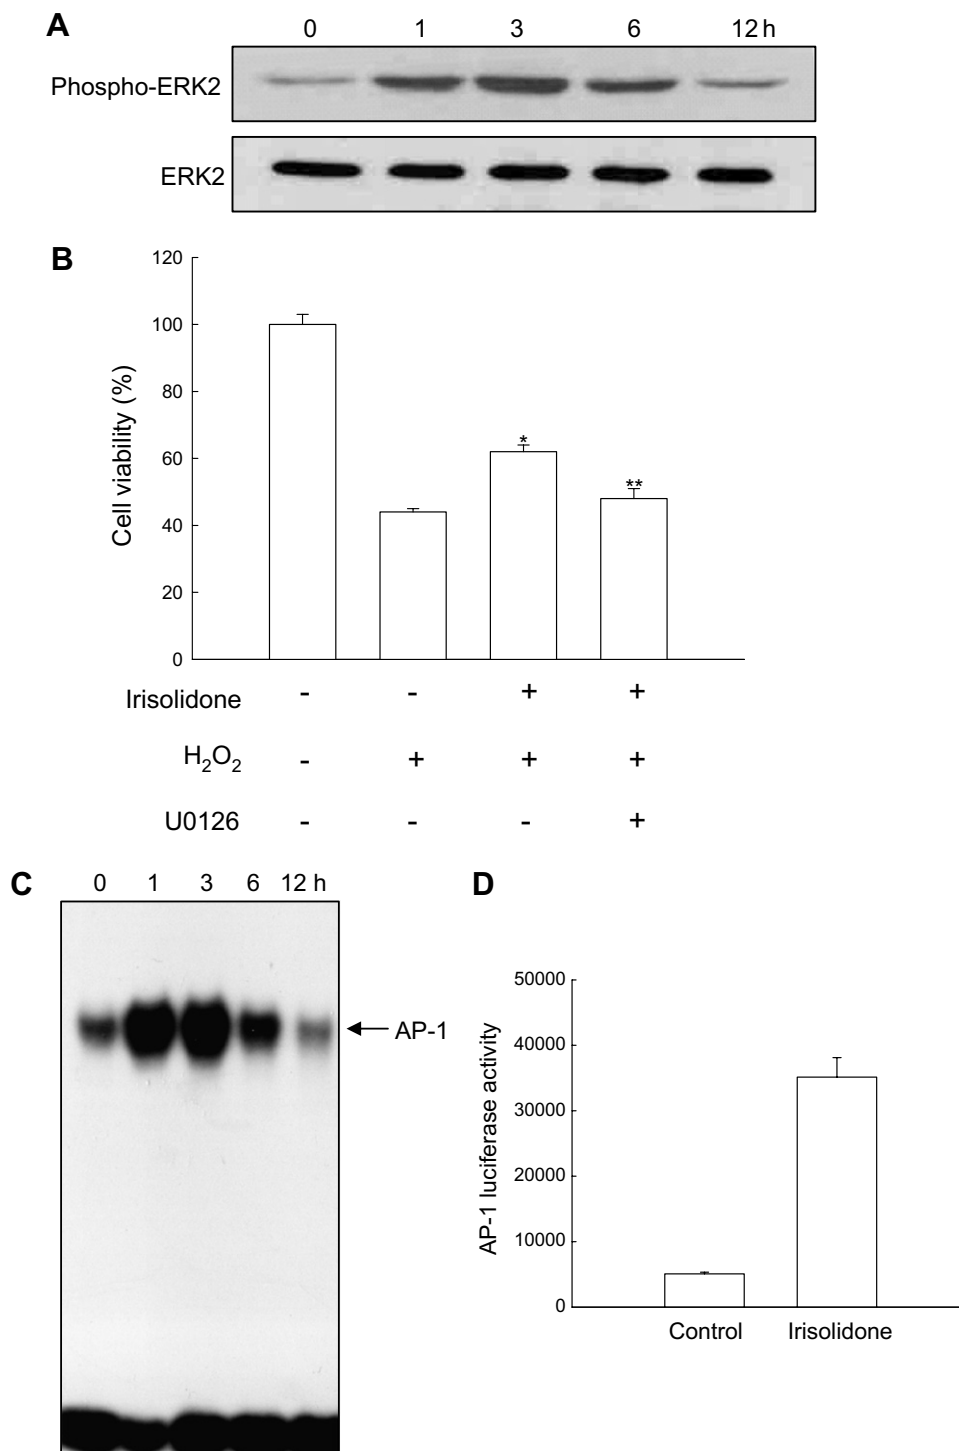 A
0 1 3 6 12 h
Phospho-ERK2
ERK2
B
120
100
80
60
40
20
0
Cell viability (%)
*
**
Irisolidone - - + +
H₂O₂ - + + +
U0126 - - - +
C
0 1 3 6 12 h
AP-1
D
50000
40000
30000
20000
10000
0
AP-1 luciferase activity
Control Irisolidone